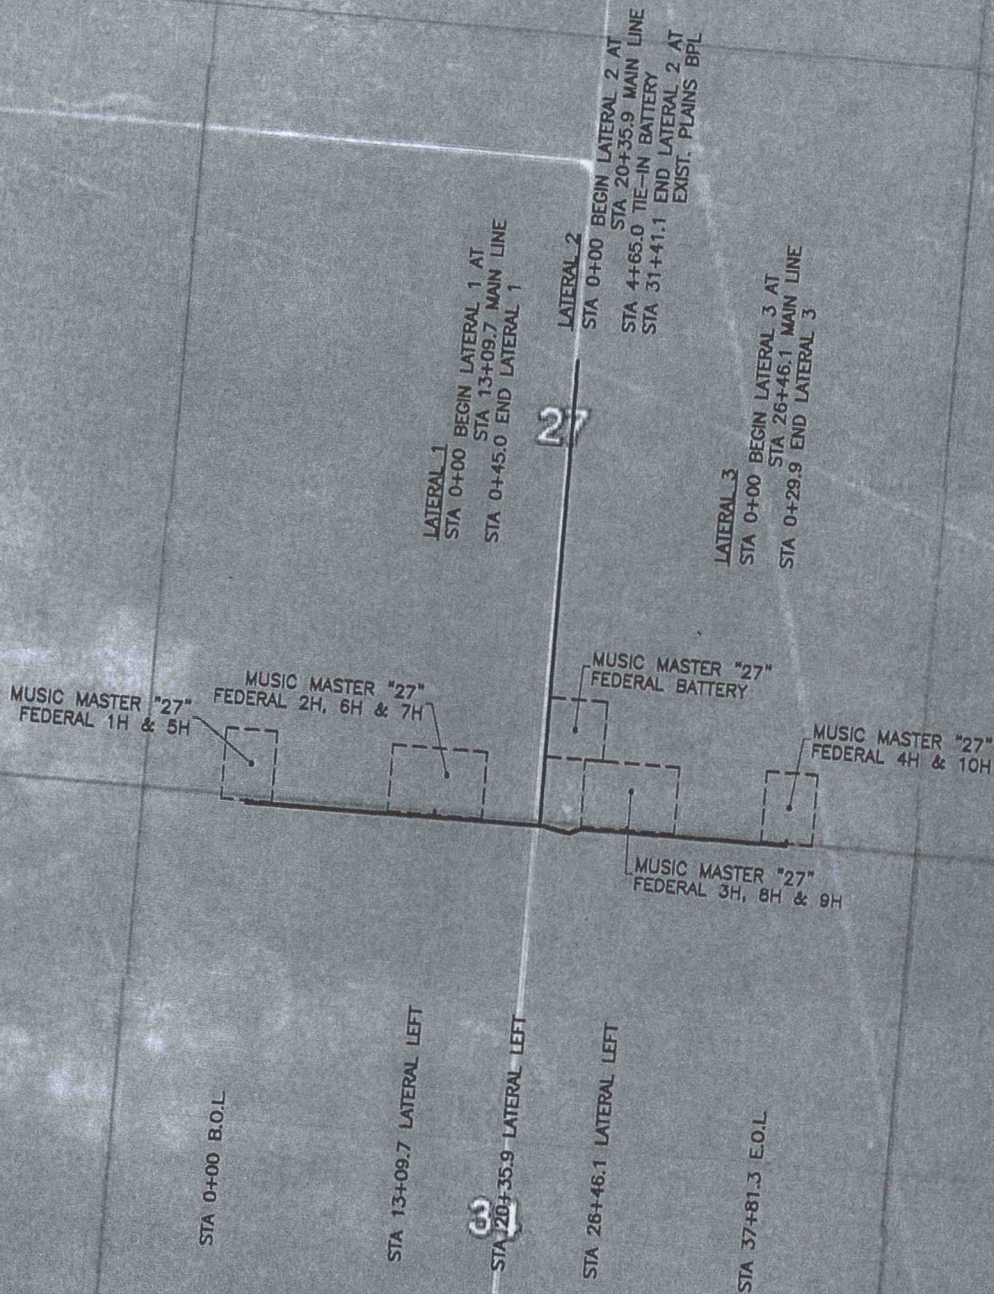 LATERAL 1
STA 0+00 BEGIN LATERAL 1 AT
STA 13+09.7 MAIN LINE
STA 0+45.0 END LATERAL 1
LATERAL 2
STA 0+00 BEGIN LATERAL 2 AT
STA 20+35.9 MAIN LINE
STA 4+65.0 TIE-IN BATTERY
STA 31+41.1 END LATERAL 2 AT
EXIST. PLAINS BPL
27
LATERAL 3
STA 0+00 BEGIN LATERAL 3 AT
STA 26+46.1 MAIN LINE
STA 0+29.9 END LATERAL 3
MUSIC MASTER "27"
FEDERAL 1H & 5H
MUSIC MASTER "27"
FEDERAL 2H, 6H & 7H
MUSIC MASTER "27"
FEDERAL BATTERY
MUSIC MASTER "27"
FEDERAL 4H & 10H
MUSIC MASTER "27"
FEDERAL 3H, 8H & 9H
STA 0+00 B.O.L.
STA 13+09.7 LATERAL LEFT
STA 20+35.9 LATERAL LEFT
STA 26+46.1 LATERAL LEFT
STA 37+81.3 E.O.L.